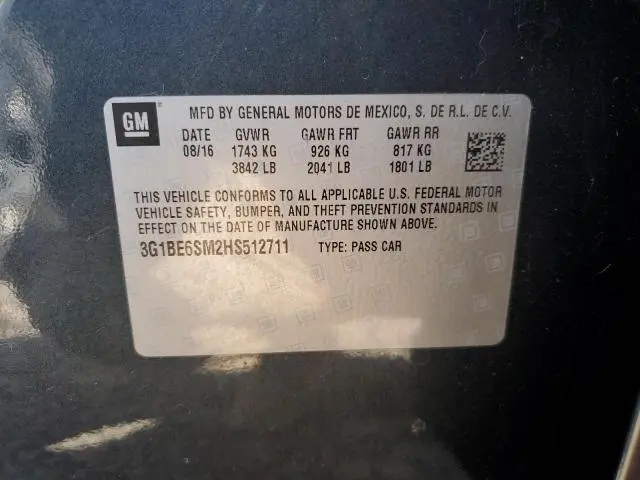 GM
MFD BY GENERAL MOTORS DE MEXICO, S. DE R.L. DE C.V.
DATE GVWR GAWR FRT GAWR RR
08/16 1743 KG 926 KG 817 KG
3842 LB 2041 LB 1801 LB
THIS VEHICLE CONFORMS TO ALL APPLICABLE U.S. FEDERAL MOTOR
VEHICLE SAFETY, BUMPER, AND THEFT PREVENTION STANDARDS IN
EFFECT ON THE DATE OF MANUFACTURE SHOWN ABOVE.
3G1BE6SM2HS512711 TYPE: PASS CAR